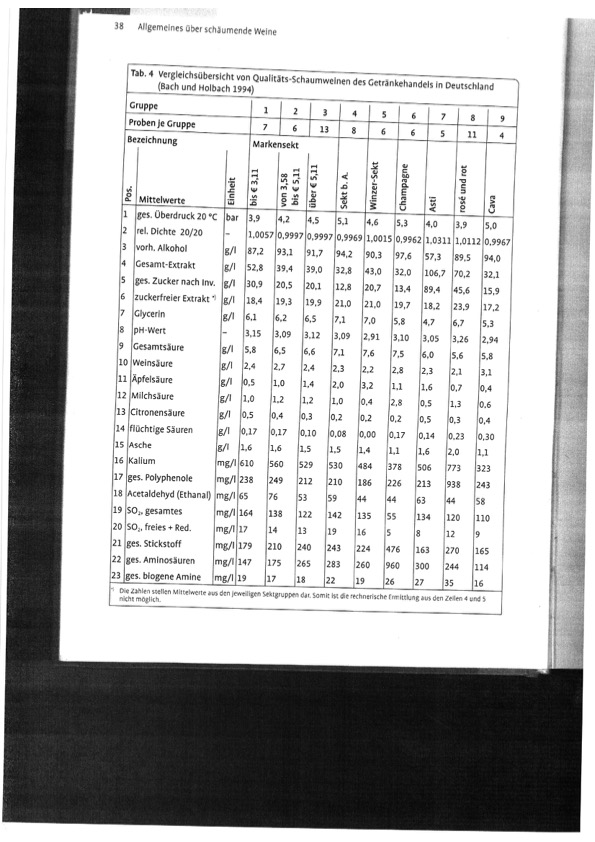 38 Allgemeines über schäumende Weine
Tab. 4 Vergleichsübersicht von Qualitäts-Schaumweinen des Getränkehandels in Deutschland
(Bach und Holbach 1994)
Gruppe 1 2 3 4 5 6 7 8 9
Proben je Gruppe 7 6 13 8 6 6 5 11 4
Bezeichnung Markensekt
Pos. Mittelwerte Einheit bis € 3,11 von 3,58 bis € 5,11 über € 5,11 Sekt b. A. Winzer-Sekt Champagne Asti rosé und rot Cava
1 ges. Überdruck 20 °C bar 3,9 4,2 4,5 5,1 4,6 5,3 4,0 3,9 5,0
2 rel. Dichte 20/20 – 1,0057 0,9997 0,9997 0,9969 1,0015 0,9962 1,0311 1,0112 0,9967
3 vorh. Alkohol g/l 87,2 93,1 91,7 94,2 90,3 97,6 57,3 89,5 94,0
4 Gesamt-Extrakt g/l 52,8 39,4 39,0 32,8 43,0 32,0 106,7 70,2 32,1
5 ges. Zucker nach Inv. g/l 30,9 20,5 20,1 12,8 20,7 13,4 89,4 45,6 15,9
6 zuckerfreier Extrakt *) g/l 18,4 19,3 19,9 21,0 21,0 19,7 18,2 23,9 17,2
7 Glycerin g/l 6,1 6,2 6,5 7,1 7,0 5,8 4,7 6,7 5,3
8 pH-Wert – 3,15 3,09 3,12 3,09 2,91 3,10 3,05 3,26 2,94
9 Gesamtsäure g/l 5,8 6,5 6,6 7,1 7,6 7,5 6,0 5,6 5,8
10 Weinsäure g/l 2,4 2,7 2,4 2,3 2,2 2,8 2,3 2,1 3,1
11 Äpfelsäure g/l 0,5 1,0 1,4 2,0 3,2 1,1 1,6 0,7 0,4
12 Milchsäure g/l 1,0 1,2 1,2 1,0 0,4 2,8 0,5 1,3 0,6
13 Citronensäure g/l 0,5 0,4 0,3 0,2 0,2 0,2 0,5 0,3 0,4
14 flüchtige Säuren g/l 0,17 0,17 0,10 0,08 0,00 0,17 0,14 0,23 0,30
15 Asche g/l 1,6 1,6 1,5 1,5 1,4 1,1 1,6 2,0 1,1
16 Kalium mg/l 610 560 529 530 484 378 506 773 323
17 ges. Polyphenole mg/l 238 249 212 210 186 226 213 938 243
18 Acetaldehyd (Ethanal) mg/l 65 76 53 59 44 44 63 44 58
19 SO₂, gesamtes mg/l 164 138 122 142 135 55 134 120 110
20 SO₂, freies + Red. mg/l 17 14 13 19 16 5 8 12 9
21 ges. Stickstoff mg/l 179 210 240 243 224 476 163 270 165
22 ges. Aminosäuren mg/l 147 175 265 283 260 960 300 244 114
23 ges. biogene Amine mg/l 19 17 18 22 19 26 27 35 16
*) Die Zahlen stellen Mittelwerte aus den jeweiligen Sektgruppen dar. Somit ist die rechnerische Ermittlung aus den Zeilen 4 und 5
nicht möglich.